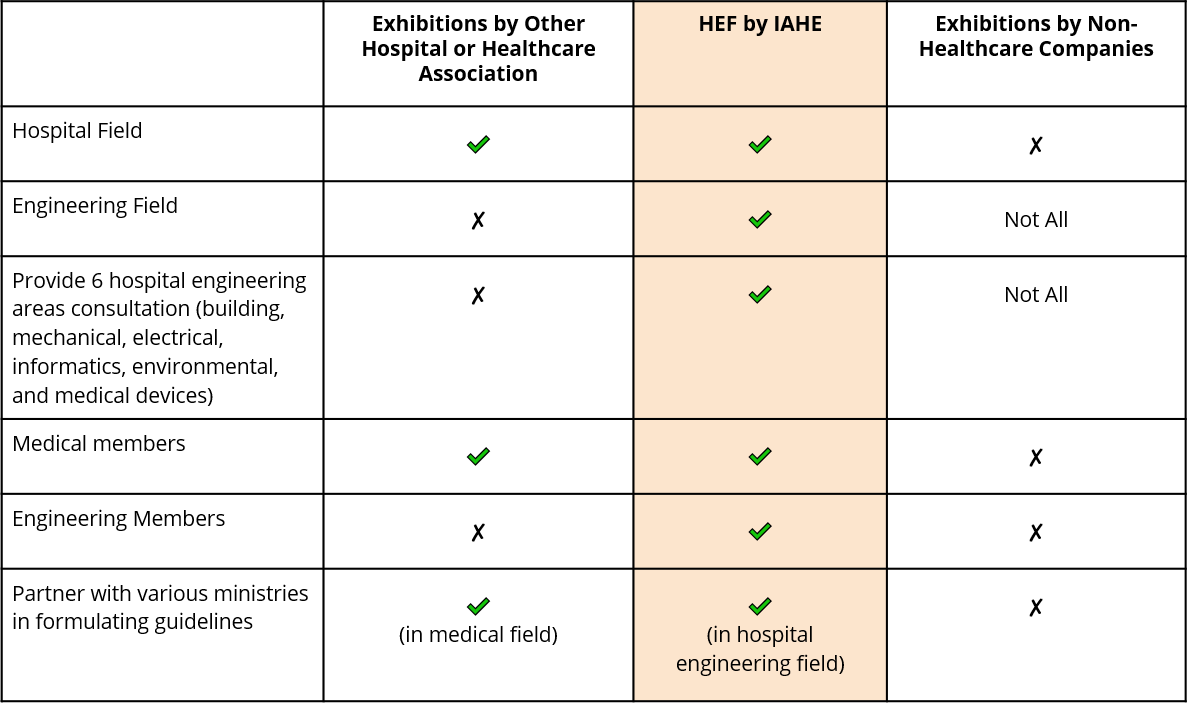 Exhibitions by Other
Hospital or Healthcare
Association
HEF by IAHE
Exhibitions by Non-
Healthcare Companies
Hospital Field
✓
✓
✗
Engineering Field
✗
✓
Not All
Provide 6 hospital engineering
areas consultation (building,
mechanical, electrical,
informatics, environmental,
and medical devices)
✗
✓
Not All
Medical members
✓
✓
✗
Engineering Members
✗
✓
✗
Partner with various ministries
in formulating guidelines
✓
(in medical field)
✓
(in hospital
engineering field)
✗